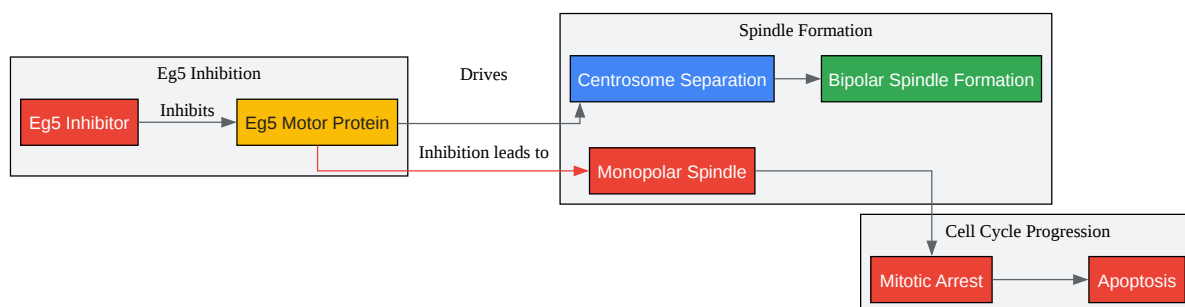 Spindle Formation
Eg5 Inhibition
Drives
Centrosome Separation
Bipolar Spindle Formation
Eg5 Inhibitor
Inhibits
Eg5 Motor Protein
Inhibition leads to
Monopolar Spindle
Cell Cycle Progression
Mitotic Arrest
Apoptosis